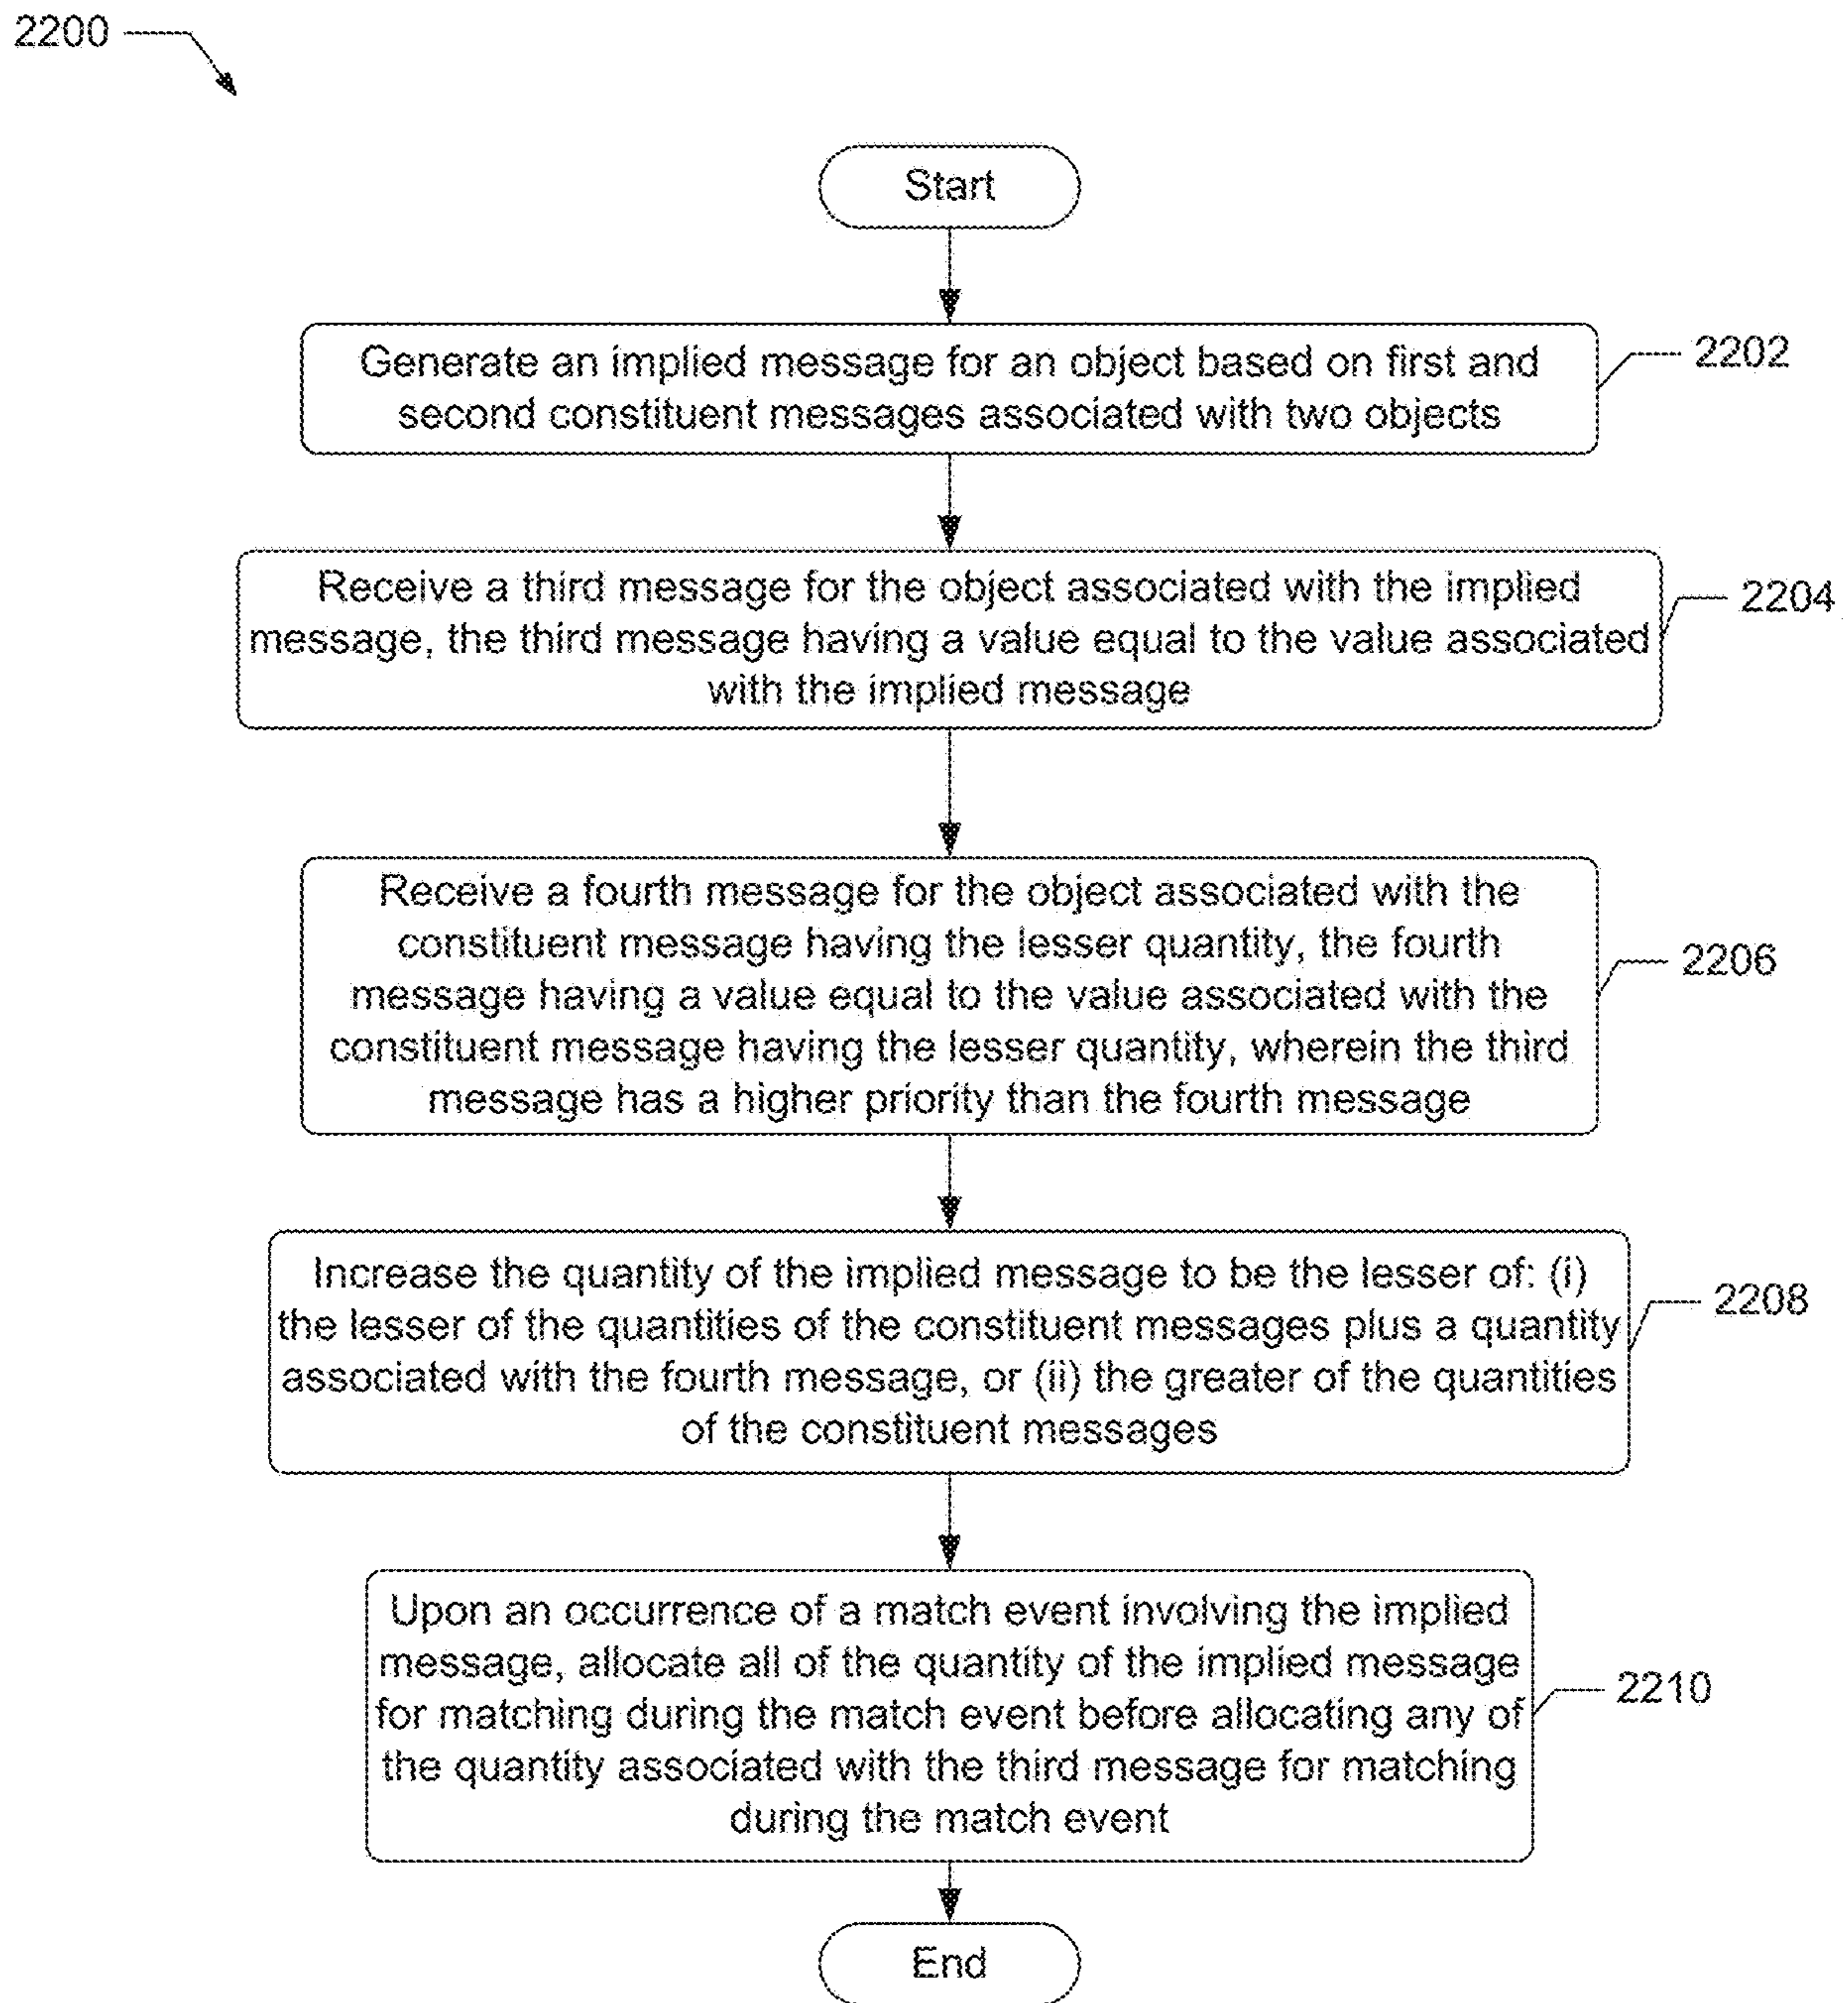 2200
Start
Generate an implied message for an object based on first and
second constituent messages associated with two objects
2202
Receive a third message for the object associated with the implied
message, the third message having a value equal to the value associated
with the implied message
2204
Receive a fourth message for the object associated with the
constituent message having the lesser quantity, the fourth
message having a value equal to the value associated with the
constituent message having the lesser quantity, wherein the third
message has a higher priority than the fourth message
2206
Increase the quantity of the implied message to be the lesser of: (i)
the lesser of the quantities of the constituent messages plus a quantity
associated with the fourth message, or (ii) the greater of the quantities
of the constituent messages
2208
Upon an occurrence of a match event involving the implied
message, allocate all of the quantity of the implied message
for matching during the match event before allocating any of
the quantity associated with the third message for matching
during the match event
2210
End